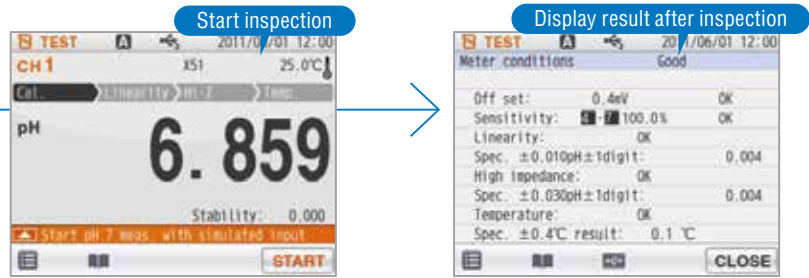 Start inspection
TEST A 2011/06/01 12:00
CH1 X51 25.0℃
Cal. Linearity Hi-Z Temp.
pH 6.859
Stability: 0.000
Start pH 7 meas. with simulated input
START
Display result after inspection
TEST A 2011/06/01 12:00
Meter conditions Good
Off set: 0.4mV OK
Sensitivity: 4-7 100.0% OK
Linearity: OK
Spec. ±0.010pH±1digit: 0.004
High impedance: OK
Spec. ±0.030pH±1digit: 0.004
Temperature: OK
Spec. ±0.4℃ result: 0.1 ℃
CLOSE